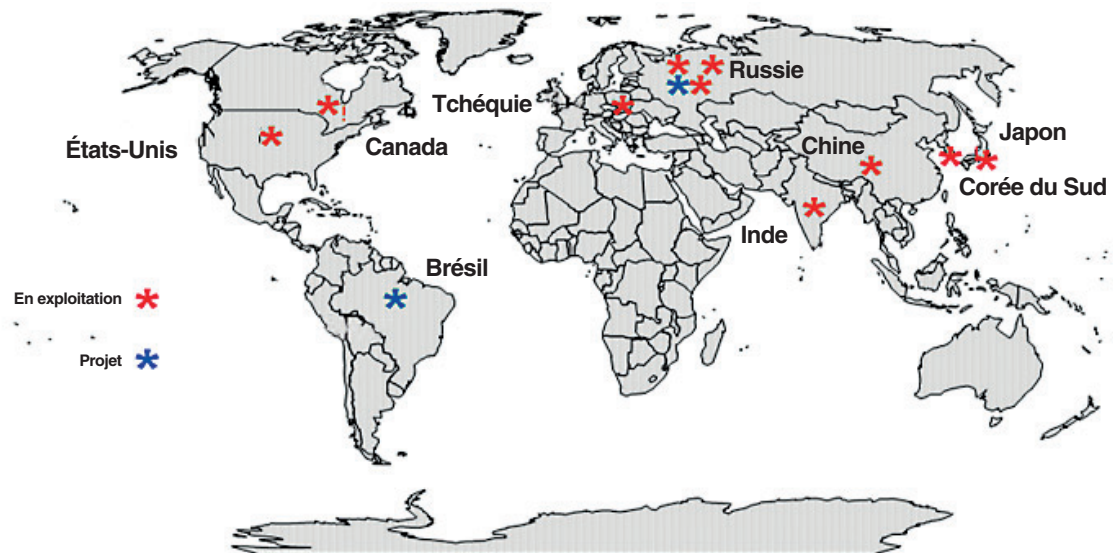 Russie
Tchéquie
Japon
États-Unis
Canada
Chine
Corée du Sud
Inde
Brésil
En exploitation
Projet